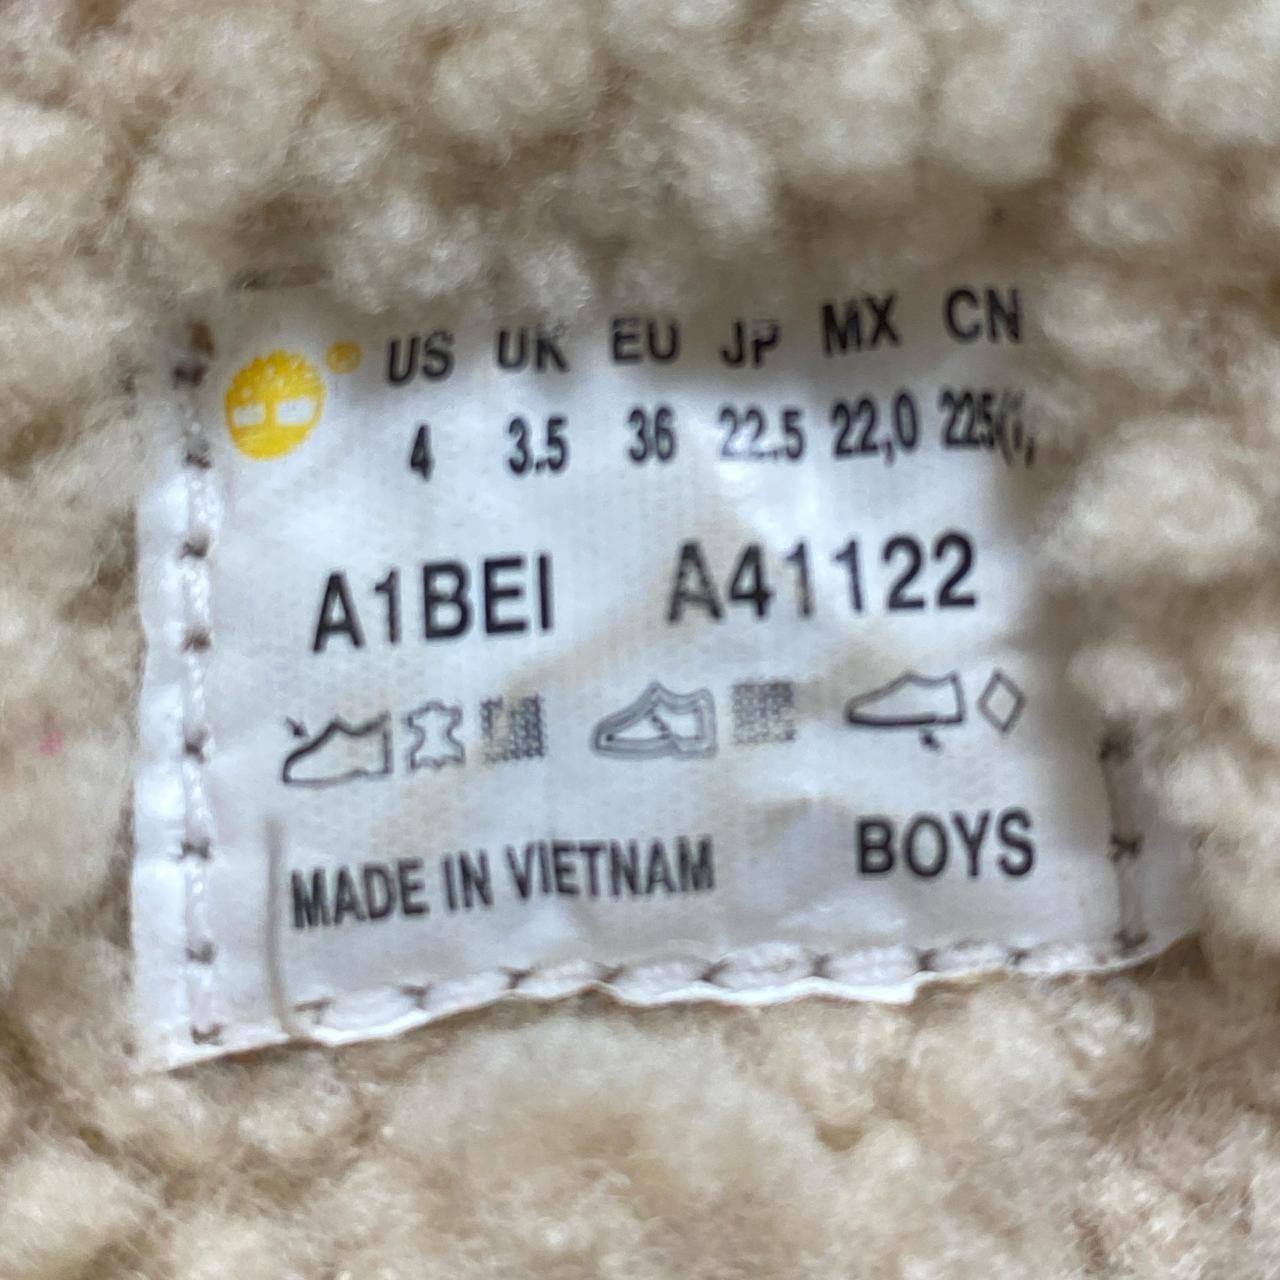 ® US UK EU JP MX CN
4 3.5 36 22.5 22,0
A1BEI A41122
MADE IN VIETNAM BOYS